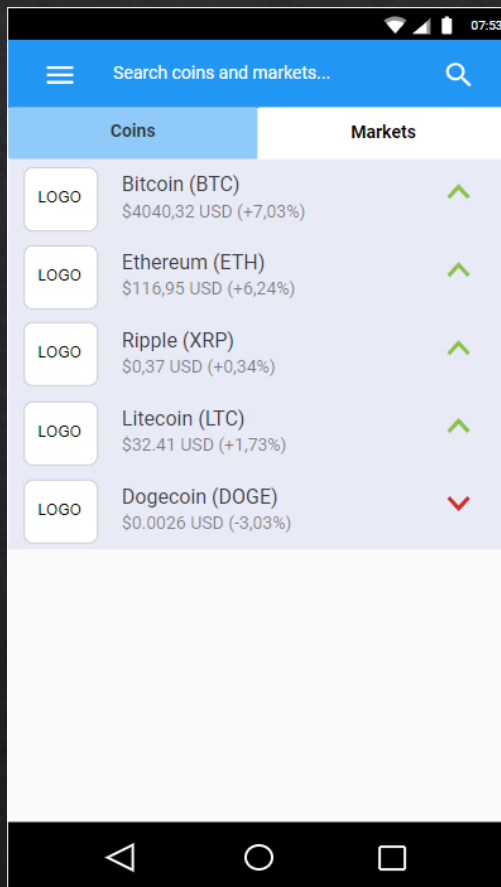 07:53
Search coins and markets...
Coins
Markets
LOGO
Bitcoin (BTC)
$4040,32 USD (+7,03%)
LOGO
Ethereum (ETH)
$116,95 USD (+6,24%)
LOGO
Ripple (XRP)
$0,37 USD (+0,34%)
LOGO
Litecoin (LTC)
$32.41 USD (+1,73%)
LOGO
Dogecoin (DOGE)
$0.0026 USD (-3,03%)